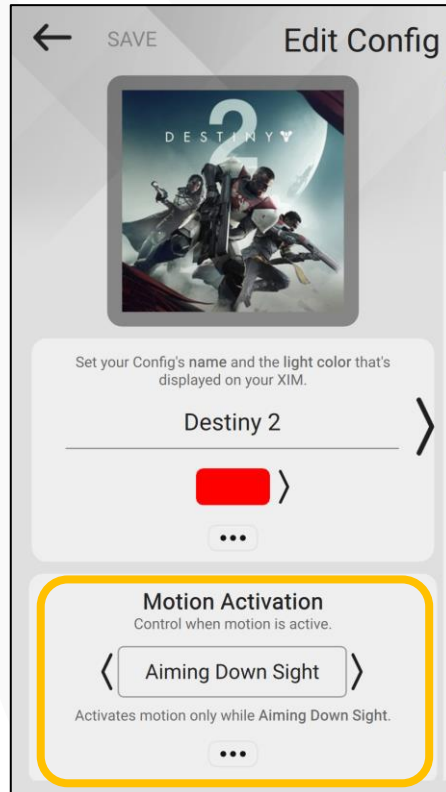 SAVE Edit Config
DESTINY
2
Set your Config's name and the light color that's
displayed on your XIM.
Destiny 2
Motion Activation
Control when motion is active.
Aiming Down Sight
Activates motion only while Aiming Down Sight.